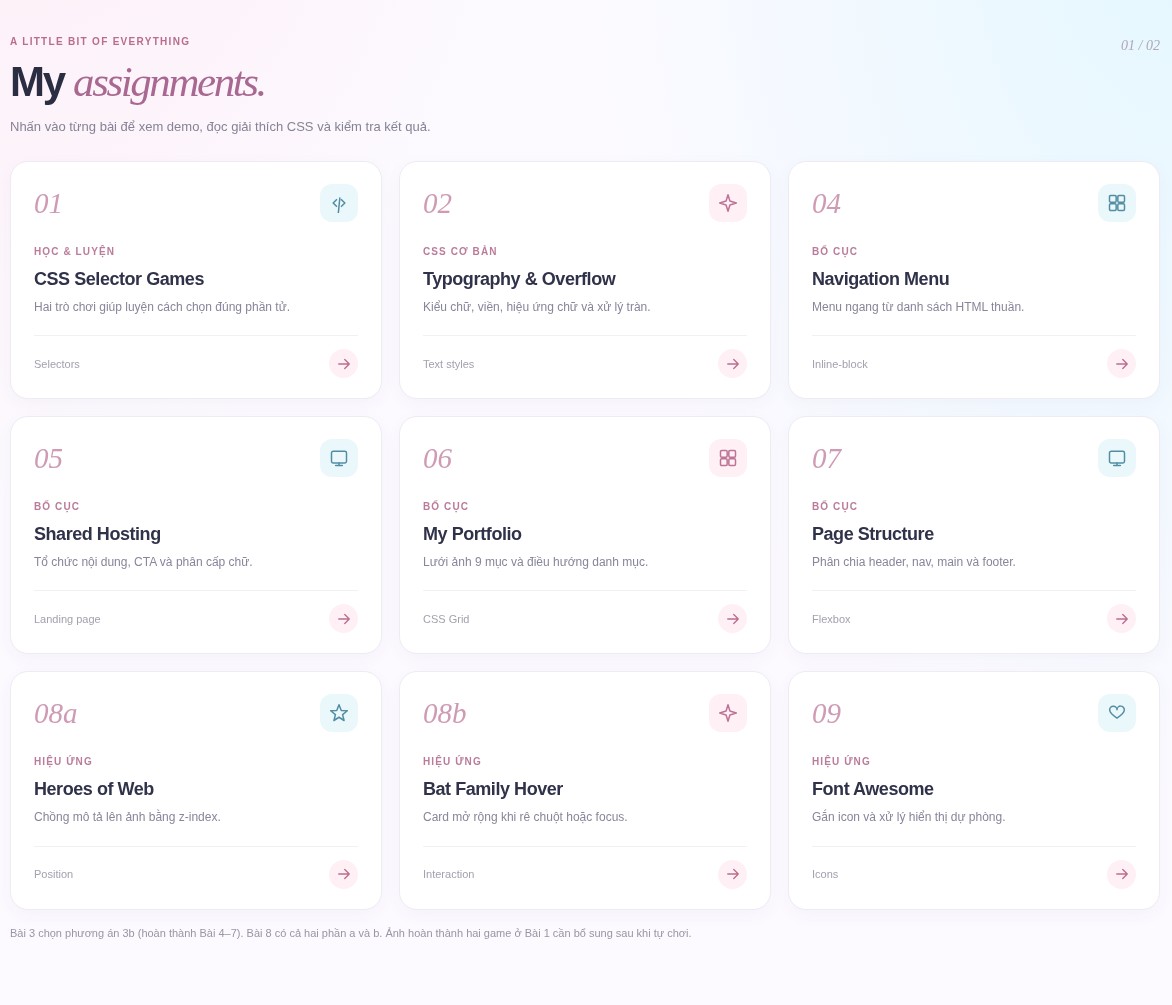 A LITTLE BIT OF EVERYTHING
01 / 02
My assignments.
Nhấn vào từng bài để xem demo, đọc giải thích CSS và kiểm tra kết quả.
01
HỌC & LUYỆN
CSS Selector Games
Hai trò chơi giúp luyện cách chọn đúng phần tử.
Selectors
02
CSS CƠ BẢN
Typography & Overflow
Kiểu chữ, viền, hiệu ứng chữ và xử lý tràn.
Text styles
04
BỐ CỤC
Navigation Menu
Menu ngang từ danh sách HTML thuần.
Inline-block
05
BỐ CỤC
Shared Hosting
Tổ chức nội dung, CTA và phân cấp chữ.
Landing page
06
BỐ CỤC
My Portfolio
Lưới ảnh 9 mục và điều hướng danh mục.
CSS Grid
07
BỐ CỤC
Page Structure
Phân chia header, nav, main và footer.
Flexbox
08a
HIỆU ỨNG
Heroes of Web
Chồng mô tả lên ảnh bằng z-index.
Position
08b
HIỆU ỨNG
Bat Family Hover
Card mở rộng khi rê chuột hoặc focus.
Interaction
09
HIỆU ỨNG
Font Awesome
Gắn icon và xử lý hiển thị dự phòng.
Icons
Bài 3 chọn phương án 3b (hoàn thành Bài 4–7). Bài 8 có cả hai phần a và b. Ảnh hoàn thành hai game ở Bài 1 cần bổ sung sau khi tự chơi.